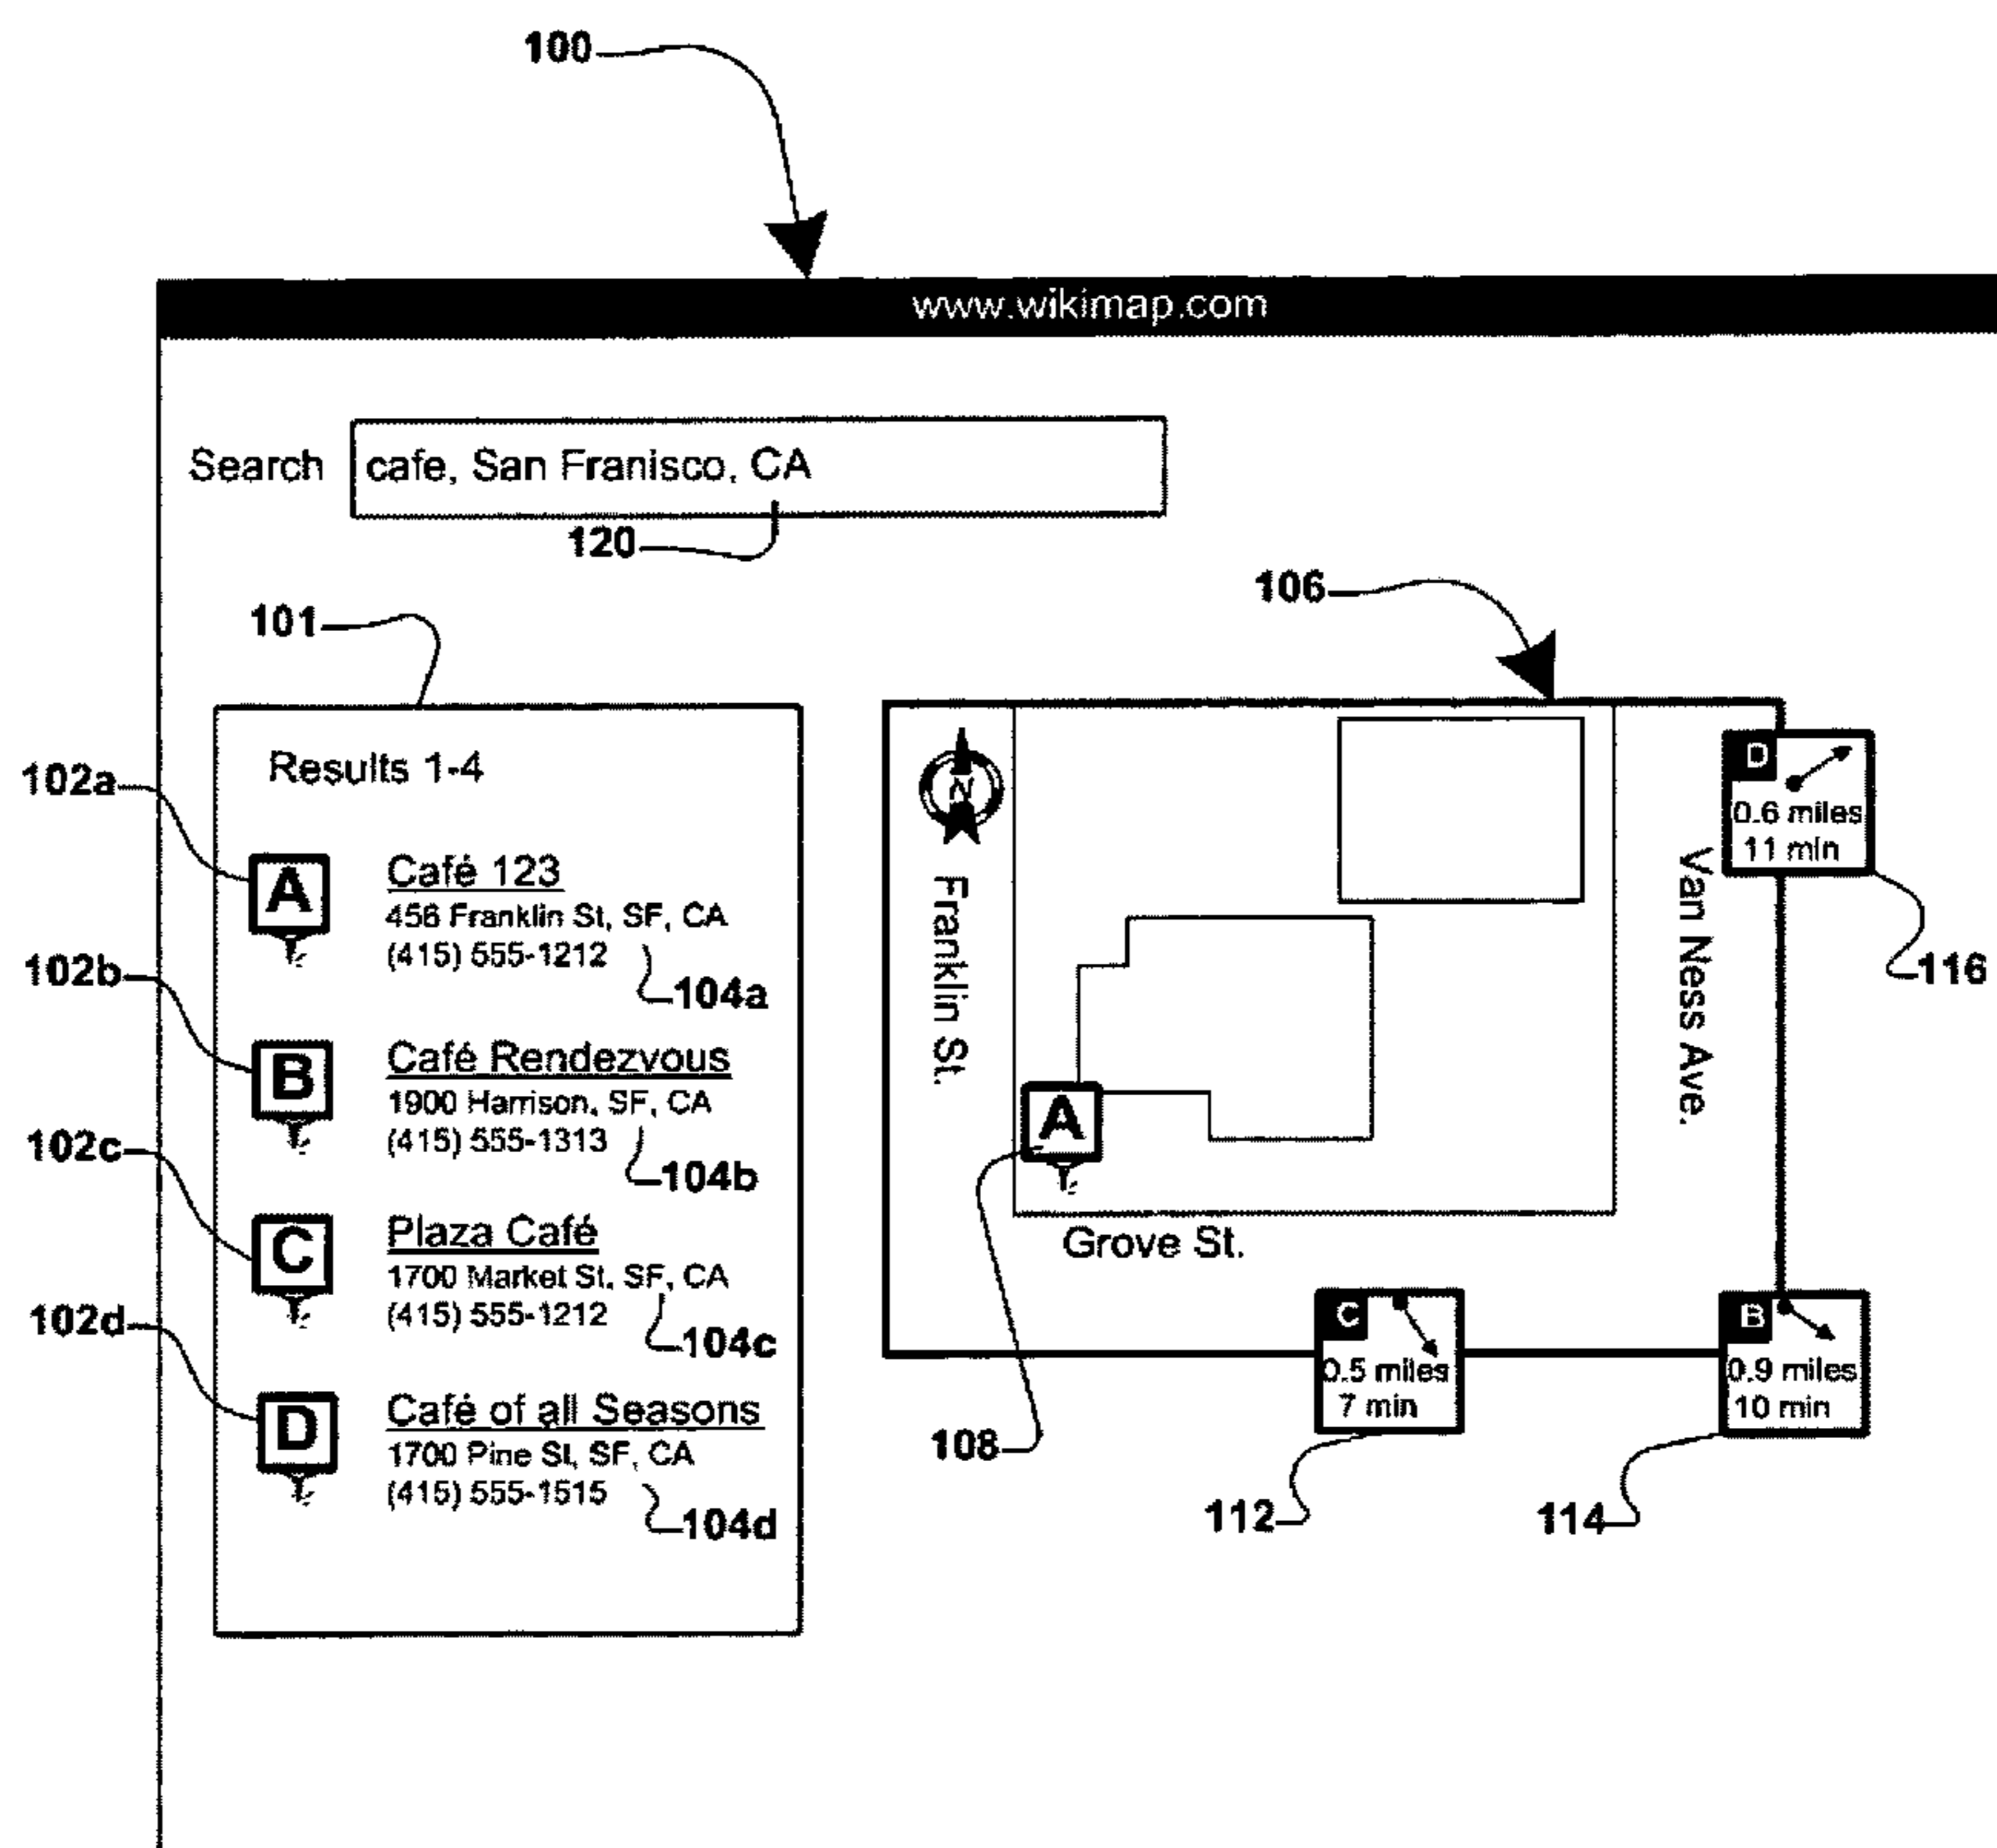 100
www.wikimap.com
Search cafe, San Franisco, CA
120
106
101
Results 1-4
102a
A Café 123
456 Franklin St, SF, CA
(415) 555-1212
104a
102b
B Café Rendezvous
1900 Harrison, SF, CA
(415) 555-1313
104b
102c
C Plaza Café
1700 Market St, SF, CA
(415) 555-1212
104c
102d
D Café of all Seasons
1700 Pine St, SF, CA
(415) 555-1515
104d
N
Franklin St.
Van Ness Ave.
A
Grove St.
108
D
0.6 miles
11 min
116
C
0.5 miles
7 min
112
B
0.9 miles
10 min
114